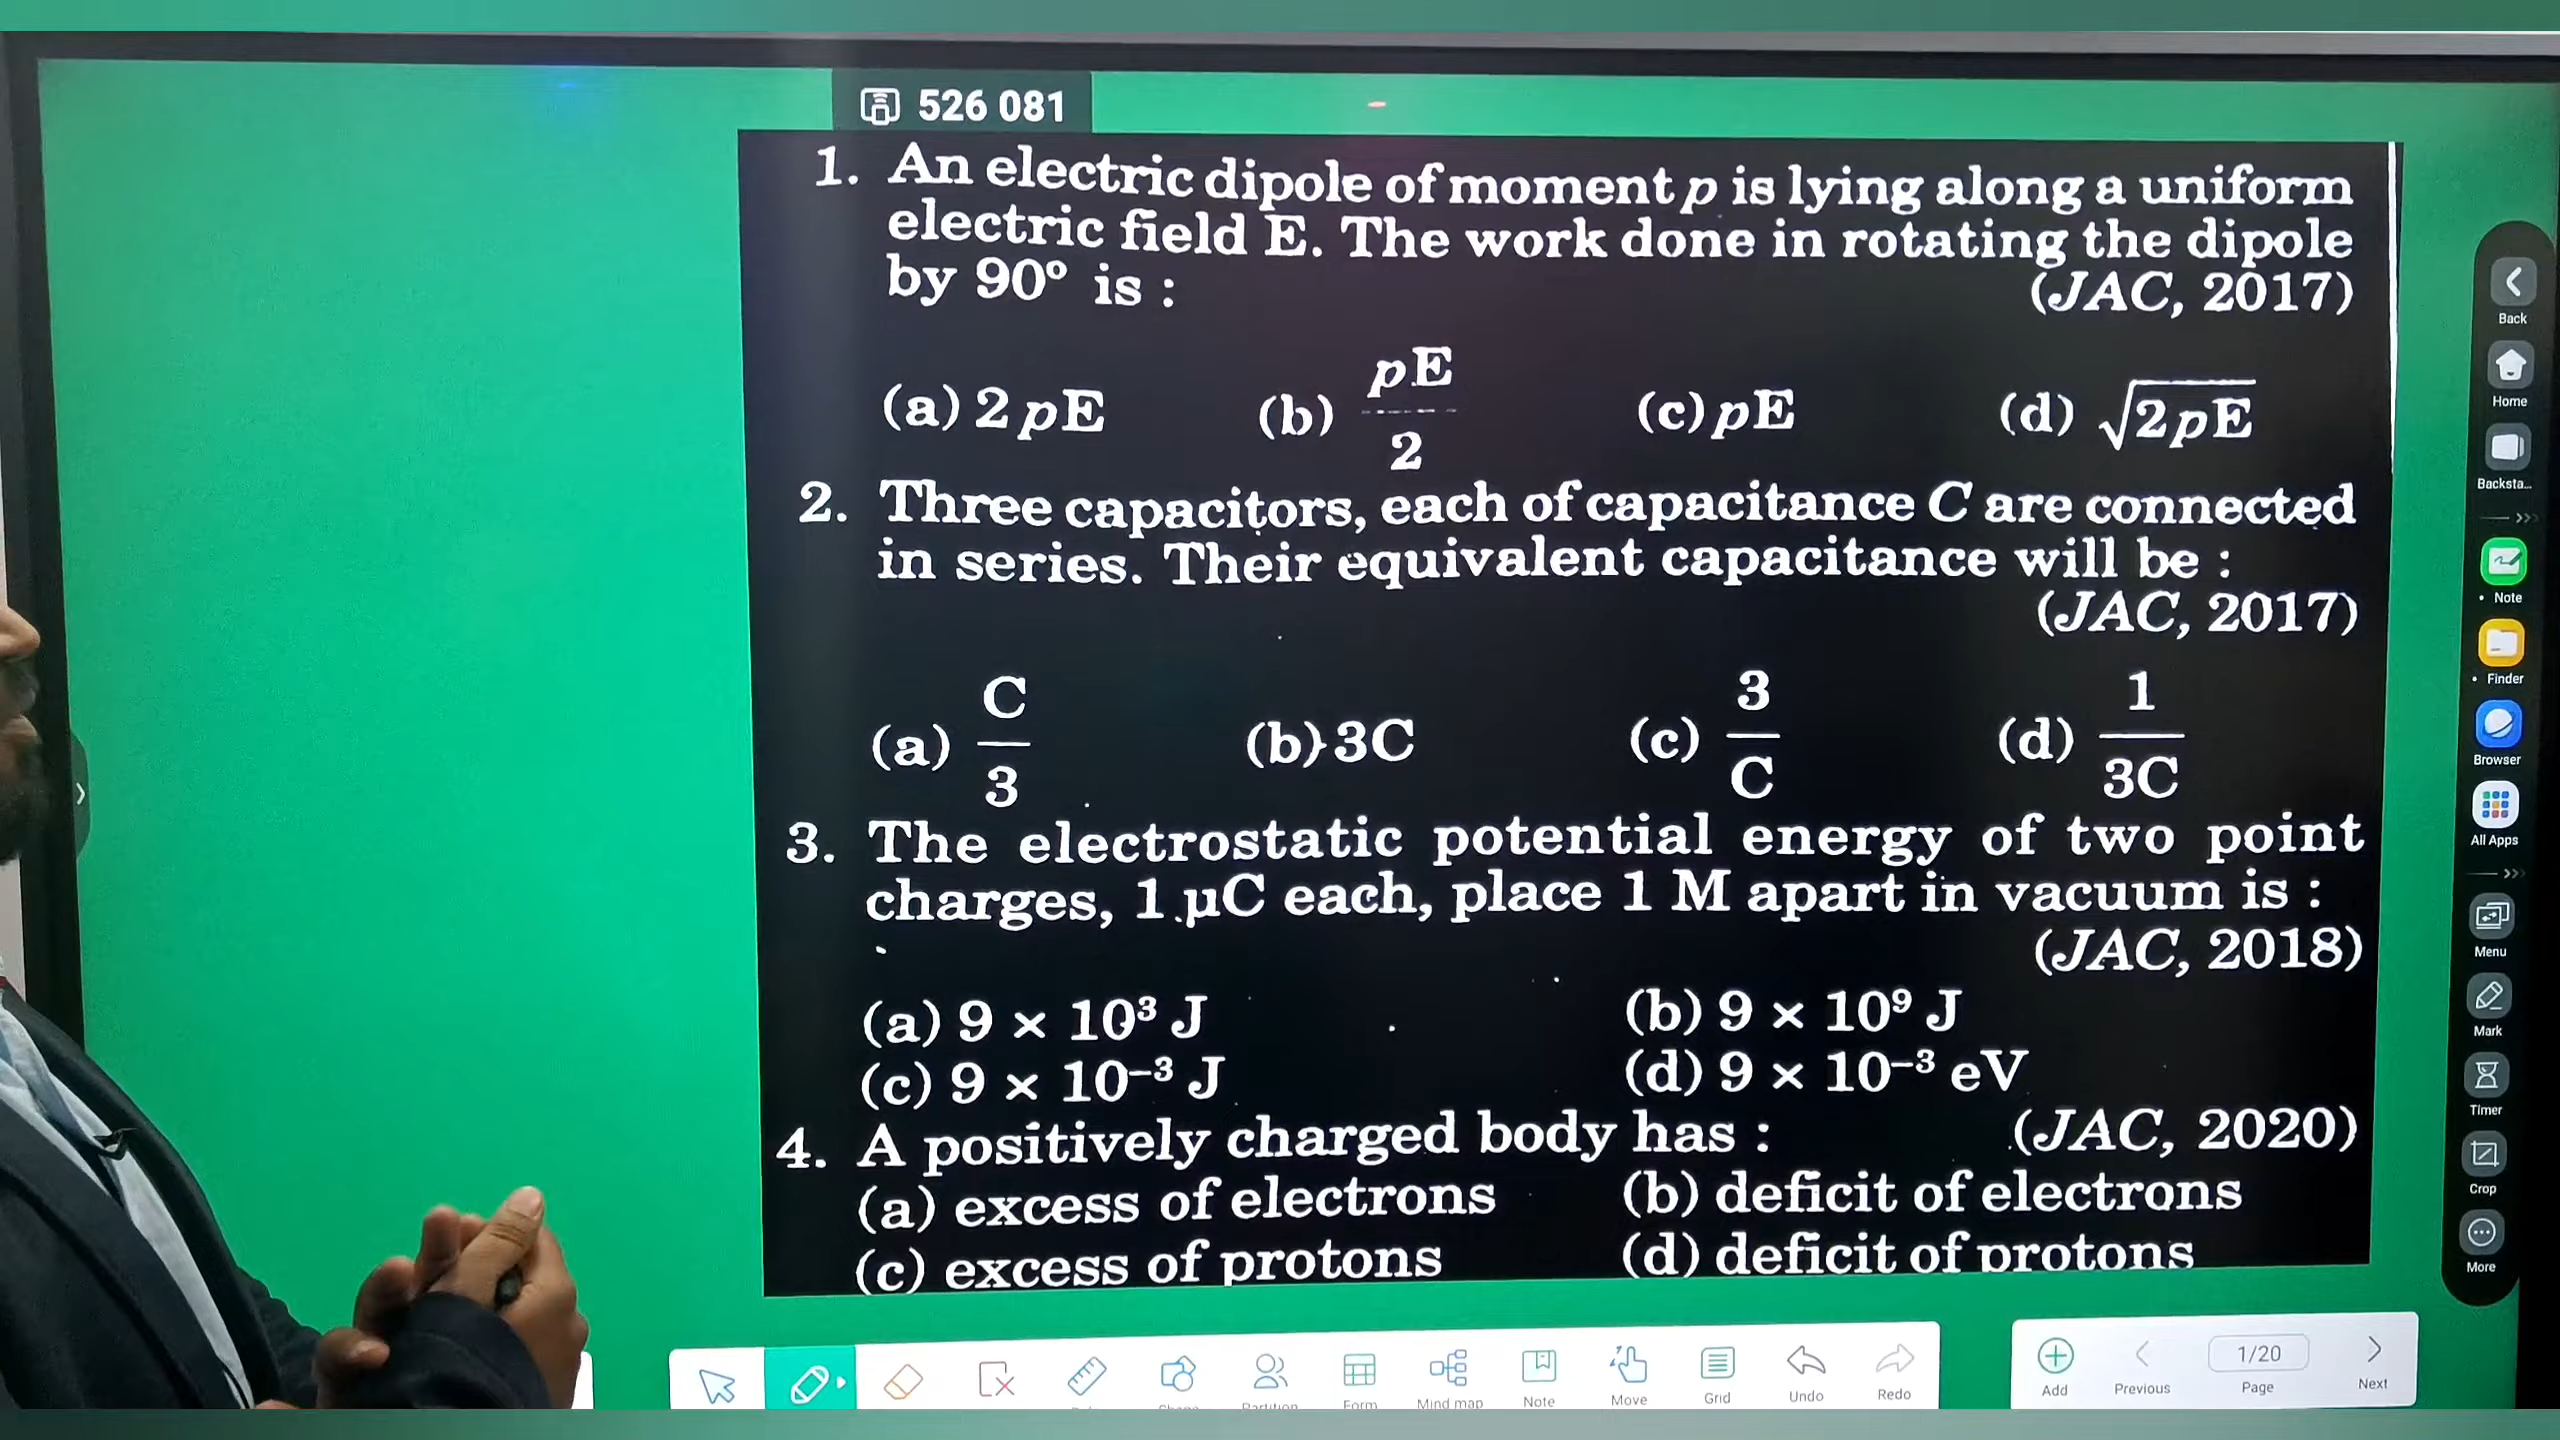 526 081
1. An electric dipole of moment p is lying along a uniform
electric field E. The work done in rotating the dipole
by 90° is :
(JAC, 2017)
(a) 2 pE (b) pE/2 (c) pE (d) √2pE
2. Three capacitors, each of capacitance C are connected
in series. Their equivalent capacitance will be :
(JAC, 2017)
(a) C/3 (b) 3C (c) 3/C (d) 1/3C
3. The electrostatic potential energy of two point
charges, 1 µC each, place 1 M apart in vacuum is :
(JAC, 2018)
(a) 9 × 10³ J (b) 9 × 10⁹ J
(c) 9 × 10⁻³ J (d) 9 × 10⁻³ eV
4. A positively charged body has : (JAC, 2020)
(a) excess of electrons (b) deficit of electrons
(c) excess of protons (d) deficit of protons
Back
Home
Backsta...
Note
Finder
Browser
All Apps
Menu
Mark
Timer
Crop
More
Form Mind map Note Move Grid Undo Redo
1/20
Add Previous Page Next